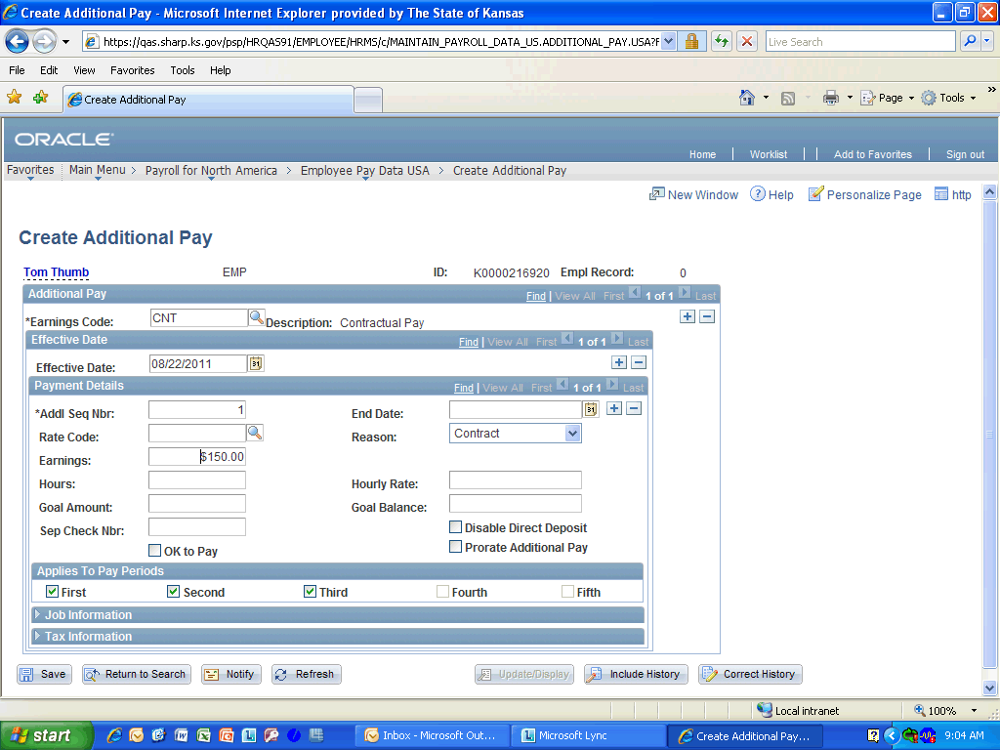 Create Additional Pay - Microsoft Internet Explorer provided by The State of Kansas
https://qas.sharp.ks.gov/psp/HRQAS91/EMPLOYEE/HRMS/c/MAINTAIN_PAYROLL_DATA_US.ADDITIONAL_PAY.USA?F
Live Search
File Edit View Favorites Tools Help
Create Additional Pay
Page Tools »
ORACLE
Home | Worklist | | Add to Favorites | Sign out
Favorites Main Menu > Payroll for North America > Employee Pay Data USA > Create Additional Pay
New Window ? Help Personalize Page http
Create Additional Pay
Tom Thumb EMP ID: K0000216920 Empl Record: 0
Additional Pay Find | View All First 1 of 1 Last
*Earnings Code: CNT Description: Contractual Pay
Effective Date Find | View All First 1 of 1 Last
Effective Date: 08/22/2011
Payment Details Find | View All First 1 of 1 Last
*Addl Seq Nbr: 1 End Date:
Rate Code: Reason: Contract
Earnings: $150.00
Hours: Hourly Rate:
Goal Amount: Goal Balance:
Sep Check Nbr: Disable Direct Deposit
OK to Pay Prorate Additional Pay
Applies To Pay Periods
First Second Third Fourth Fifth
Job Information
Tax Information
Save Return to Search Notify Refresh Update/Display Include History Correct History
Local intranet 100%
start Inbox - Microsoft Out... Microsoft Lync Create Additional Pay... 9:04 AM